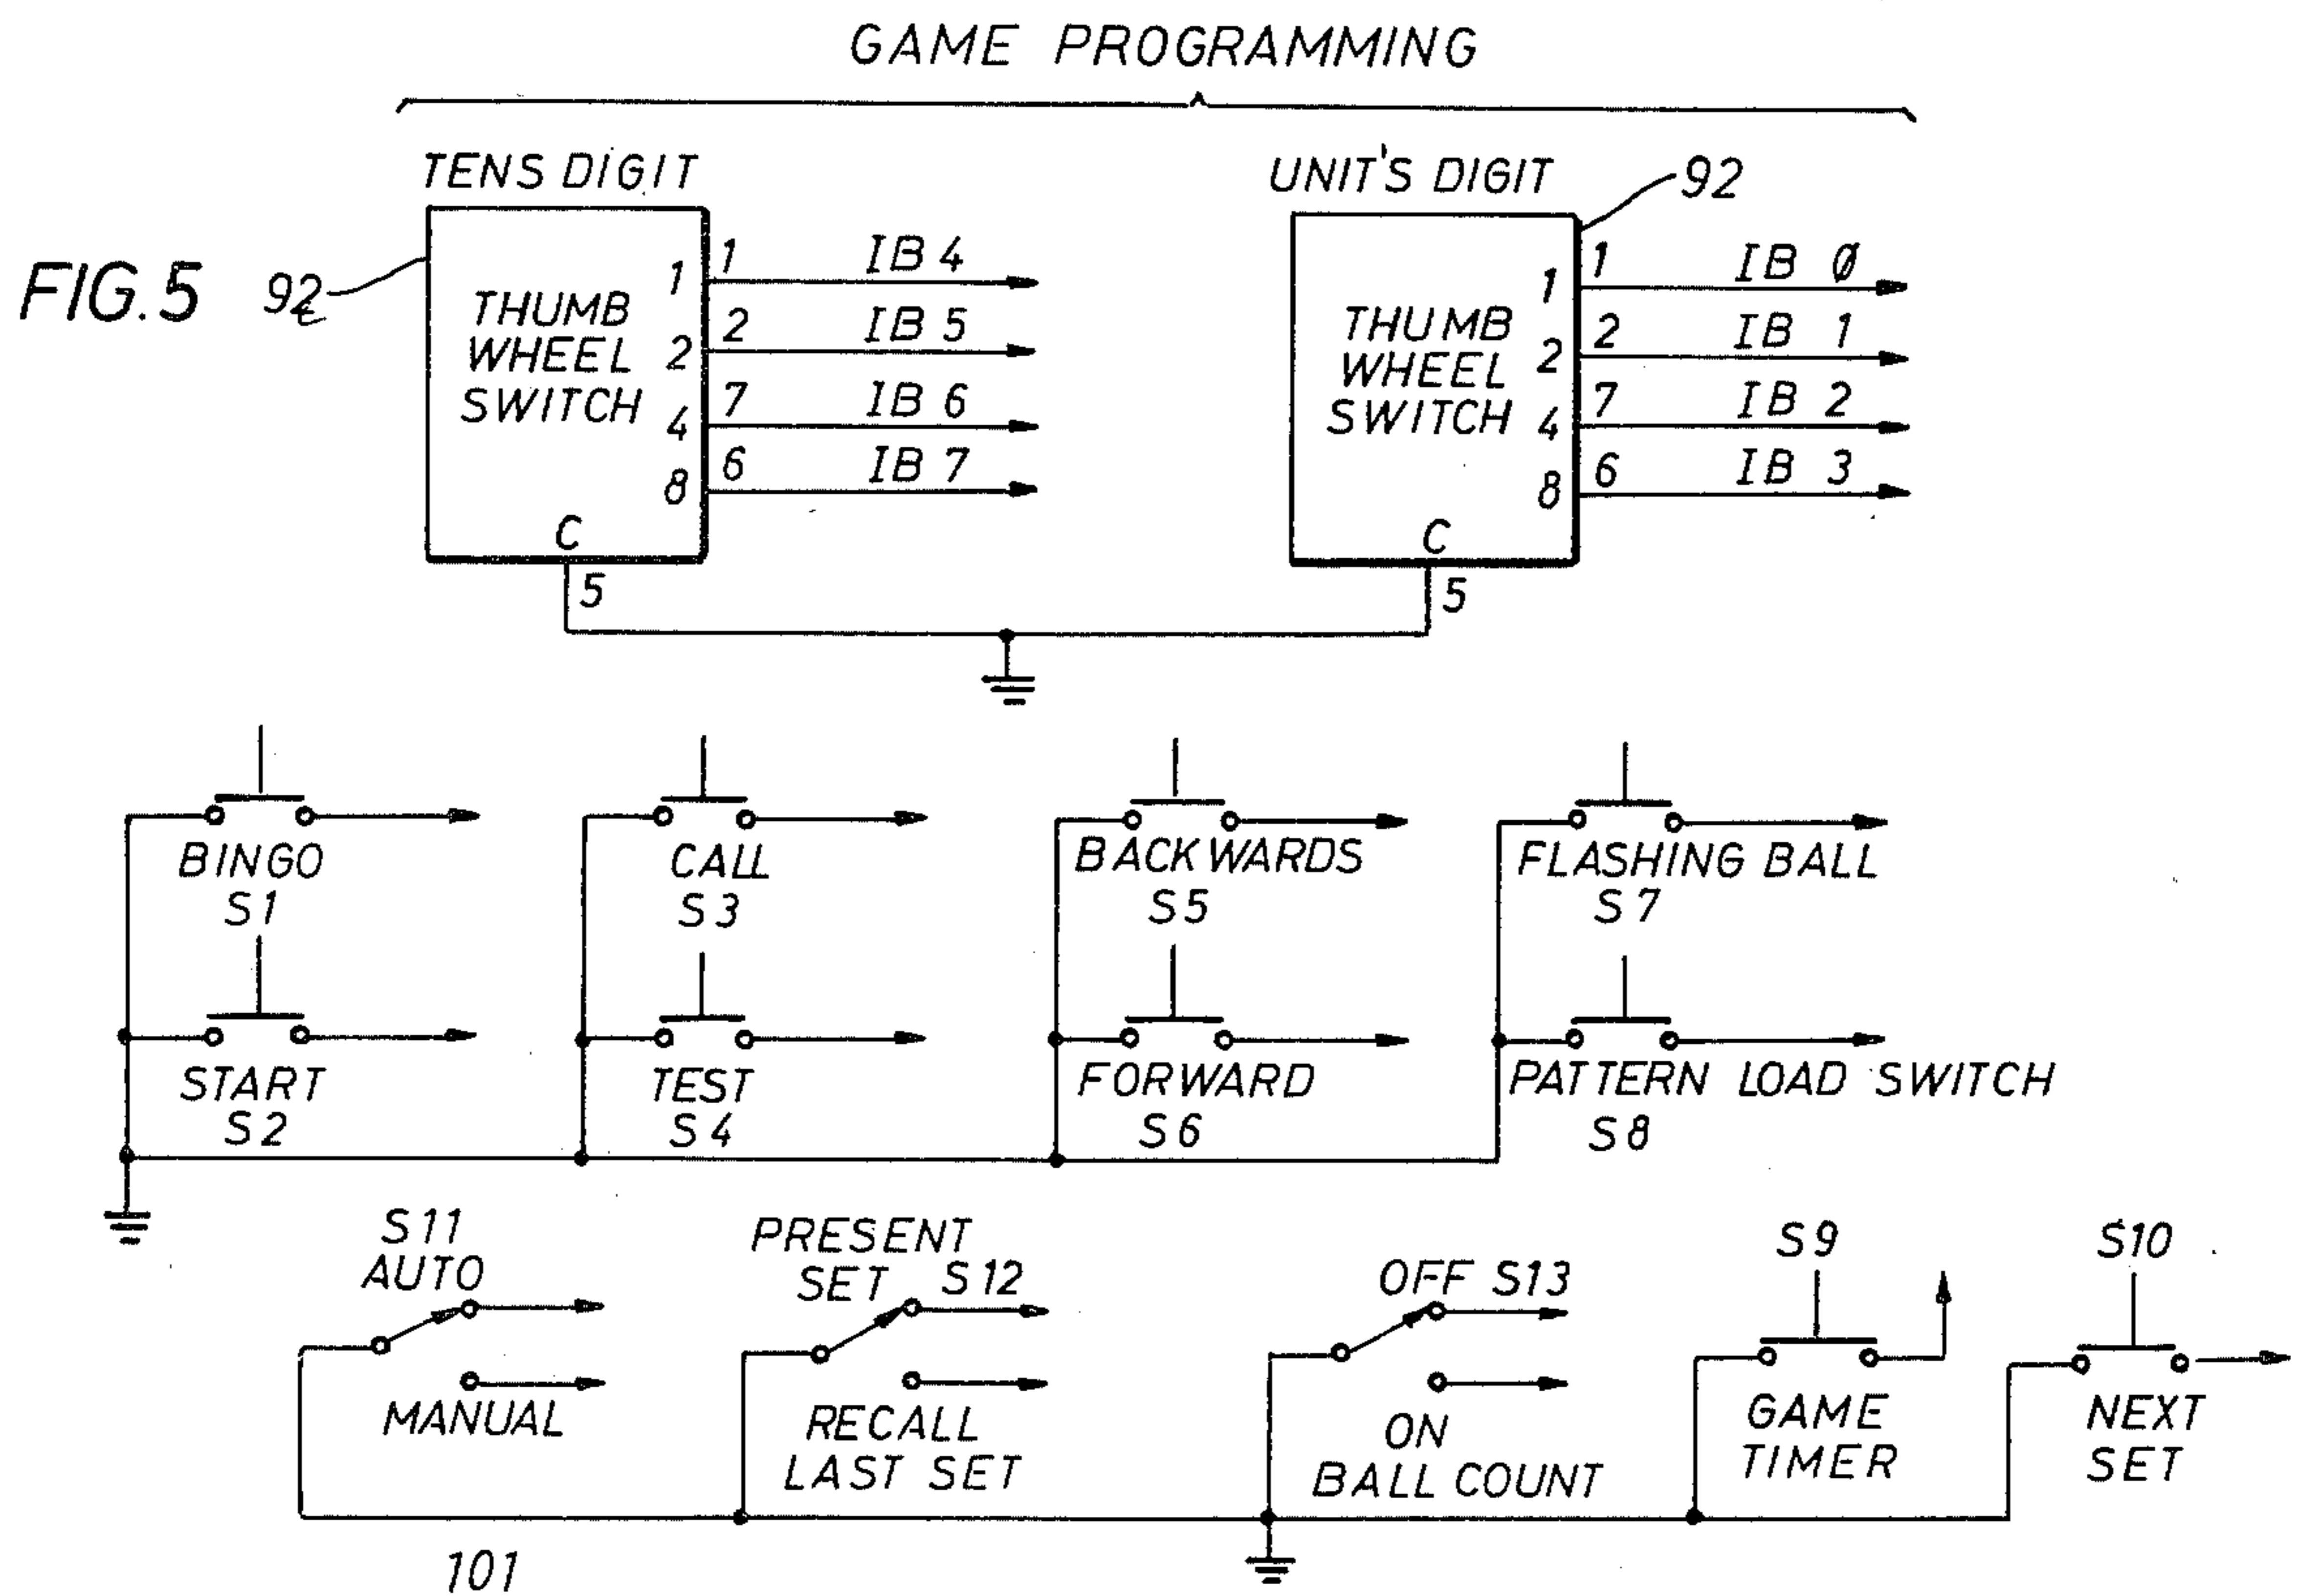 GAME PROGRAMMING
TENS DIGIT
UNIT'S DIGIT
92
FIG. 5
92
THUMB
WHEEL
SWITCH
1 1 IB 4
2 2 IB 5
4 7 IB 6
8 6 IB 7
C
5
THUMB
WHEEL
SWITCH
1 1 IB Ø
2 2 IB 1
4 7 IB 2
8 6 IB 3
C
5
BINGO
S1
CALL
S3
BACKWARDS
S5
FLASHING BALL
S7
START
S2
TEST
S4
FORWARD
S6
PATTERN LOAD SWITCH
S8
S11
AUTO
MANUAL
PRESENT
SET S12
RECALL
LAST SET
OFF S13
ON
BALL COUNT
S9
GAME
TIMER
S10
NEXT
SET
101